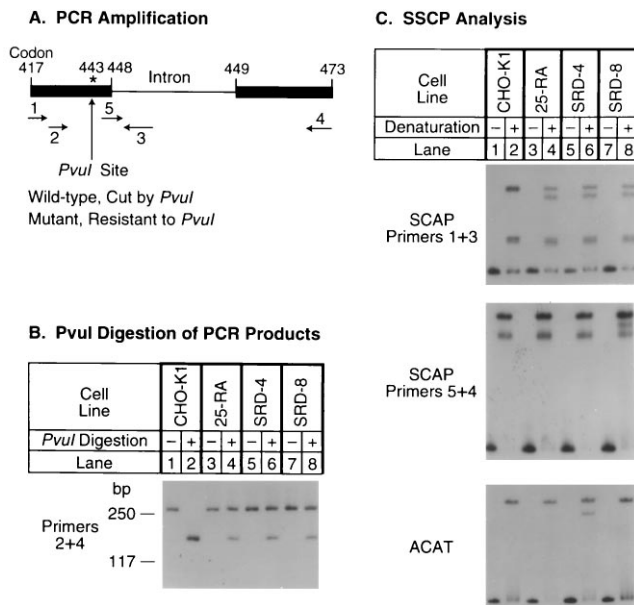 A. PCR Amplification
Codon
417 443 448 449 473
*
Intron
1 5 4
2 3
PvuI Site
Wild-type, Cut by PvuI
Mutant, Resistant to PvuI
B. PvuI Digestion of PCR Products
Cell Line CHO-K1 25-RA SRD-4 SRD-8
PvuI Digestion − + − + − + − +
Lane 1 2 3 4 5 6 7 8
bp
250
117
Primers
2+4
C. SSCP Analysis
Cell Line CHO-K1 25-RA SRD-4 SRD-8
Denaturation − + − + − + − +
Lane 1 2 3 4 5 6 7 8
SCAP
Primers 1+3
SCAP
Primers 5+4
ACAT